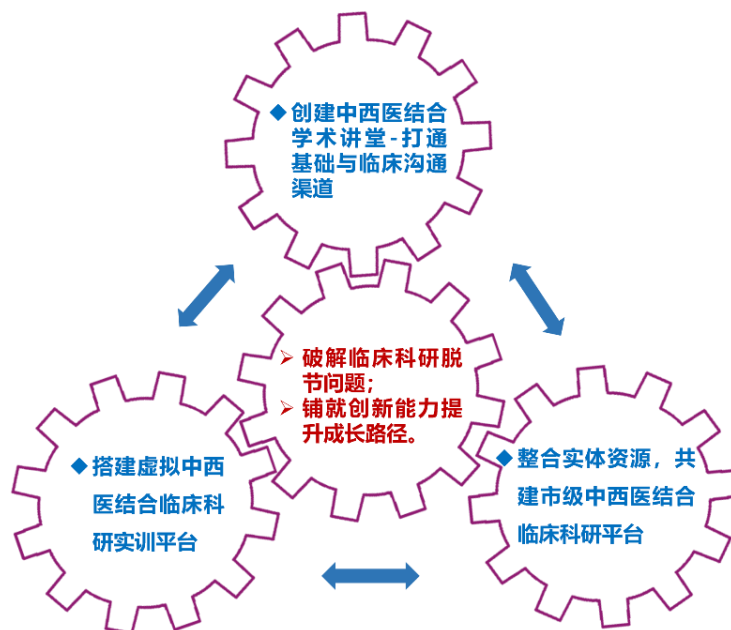 ◆ 创建中西医结合
学术讲堂-打通
基础与临床沟通
渠道
➢ 破解临床科研脱
节问题；
➢ 铺就创新能力提
升成长路径。
◆ 搭建虚拟中西
医结合临床科
研实训平台
◆ 整合实体资源，共
建市级中西医结合
临床科研平台